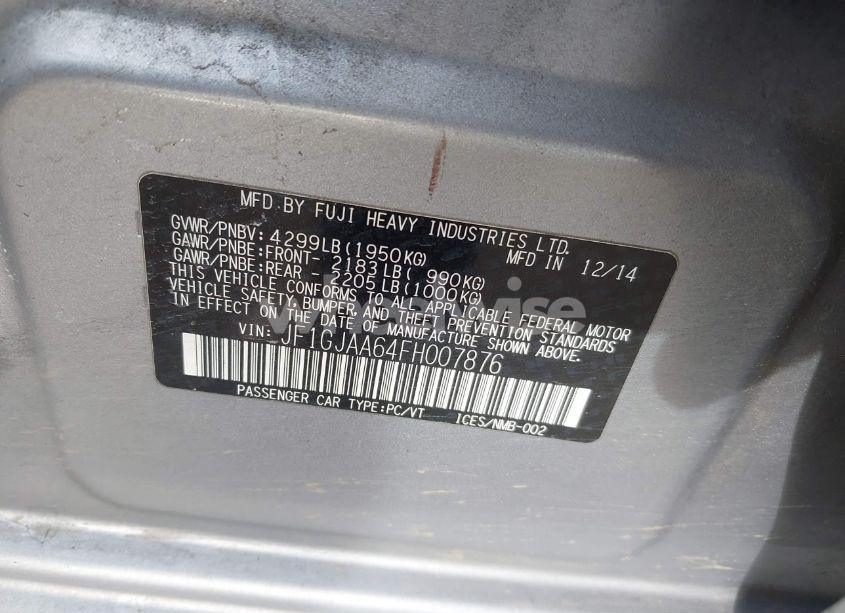 MFD.BY FUJI HEAVY INDUSTRIES LTD.
GVWR/PNBV: 4299LB(1950KG) MFD IN 12/14
GAWR/PNBE:FRONT- 2183LB( 990KG)
GAWR/PNBE:REAR - 2205LB(1000KG)
THIS VEHICLE CONFORMS TO ALL APPLICABLE FEDERAL MOTOR
VEHICLE SAFETY, BUMPER, AND THEFT PREVENTION STANDARDS
IN EFFECT ON THE DATE OF MANUFACTURE SHOWN ABOVE.
VIN: JF1GJAA64FH007876
PASSENGER CAR TYPE:PC/VT ICES/NMB-002